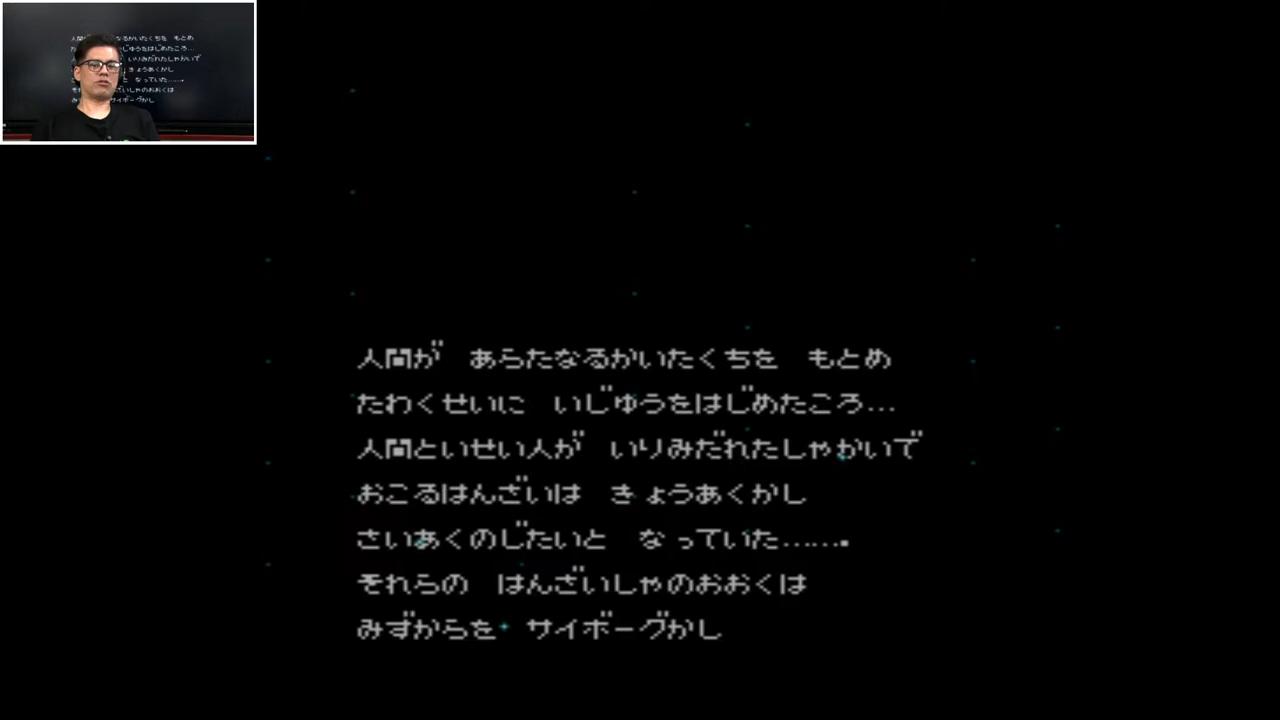 人間が　あらたなるかいたくちを　もとめ
たわくせいに　いじゅうをはじめたころ…
人間といせい人が　いりみだれたしゃかいで
おこるはんざいは　きょうあくかし
さいあくのじたいと　なっていた……。
それらの　はんざいしゃのおおくは
みずからを　サイボーグかし